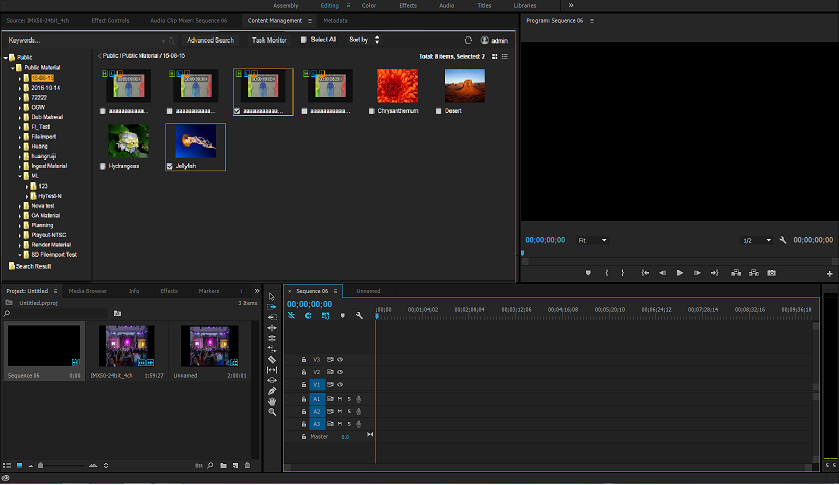 Assembly Editing Color Effects Audio Titles Libraries
Source: IMX50-24bit_4ch Effect Controls Audio Clip Mixer: Sequence 06 Content Management Metadata
Program: Sequence 06
Keywords... Advanced Search Task Monitor Select All Sort by admin
Public
Public Material
16-08-15
2016-10-14
72222
CGW
Dub Material
FI_Test
Fileimport
Huang
huangruiji
Ingest Material
ML
123
HyTest-N
Nova test
OA Material
Planning
Playout-NTSC
Render Material
SD Fileimport Test
Search Result
Public / Public Material / 16-08-15
Total: 8 items, Selected: 2
Chrysanthemum
Desert
Hydrangeas
Jellyfish
00;00;00;00 Fit 1/2 00;00;00;00
Project: Untitled Media Browser Info Effects Markers
Untitled.prproj 3 Items
Sequence 06 0;00
IMX50-24bit_4ch 1:59:27
Unnamed 2:00:01
Sequence 06 Unnamed
00;00;00;00
;00;00 00;01;04;02 00;02;08;04 00;03;12;06 00;04;16;08 00;05;20;10 00;06;24;12 00;07;28;14 00;08;32;16 00;09;36;18
V3
V2
V1
A1 M S
A2 M S
A3 M S
Master 0.0
S S